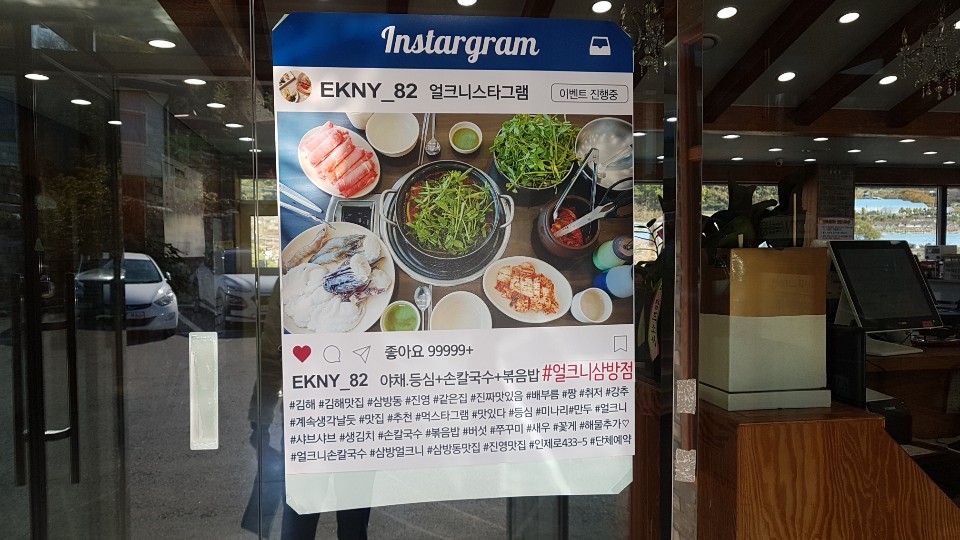 Instargram
EKNY_82 얼크니스타그램 이벤트 진행중
좋아요 99999+
EKNY_82 야채.등심+손칼국수+볶음밥 #얼크니삼방점
#김해 #김해맛집 #삼방동 #진영 #같은집 #진짜맛있음 #배부름 #짱 #취저 #강추
#계속생각날듯 #맛집 #추천 #먹스타그램 #맛있다 #등심 #미나리#만두 #얼크니
#샤브샤브 #생김치 #손칼국수 #볶음밥 #버섯 #쭈꾸미 #새우 #꽃게 #해물추가♡
#얼크니손칼국수 #삼방얼크니 #삼방동맛집 #진영맛집 #인제로433-5 #단체예약